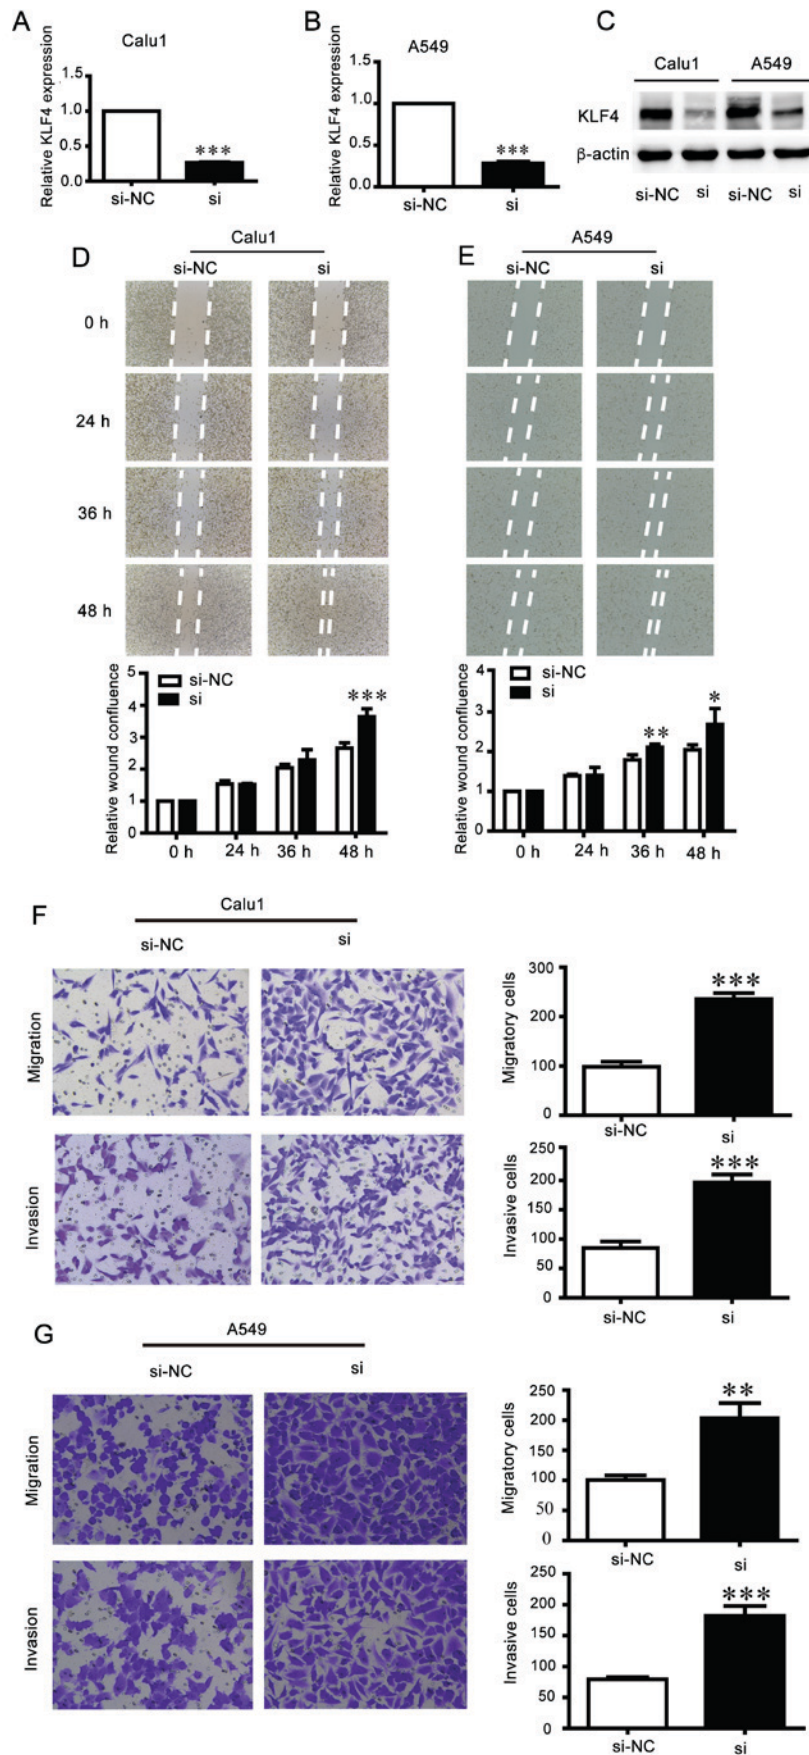 A
Calu1
Relative KLF4 expression
1.5
1.0
0.5
0.0
***
si-NC
si
B
A549
Relative KLF4 expression
1.5
1.0
0.5
0.0
***
si-NC
si
C
Calu1
A549
KLF4
β-actin
si-NC
si
si-NC
si
D
Calu1
si-NC
si
0 h
24 h
36 h
48 h
Relative wound confluence
5
4
3
2
1
0
si-NC
si
***
0 h
24 h
36 h
48 h
E
A549
si-NC
si
Relative wound confluence
4
3
2
1
0
si-NC
si
**
*
0 h
24 h
36 h
48 h
F
Calu1
si-NC
si
Migration
Invasion
Migratory cells
300
200
100
0
***
si-NC
si
Invasive cells
250
200
150
100
50
0
***
si-NC
si
G
A549
si-NC
si
Migration
Invasion
Migratory cells
250
200
150
100
50
0
**
si-NC
si
Invasive cells
250
200
150
100
50
0
***
si-NC
si